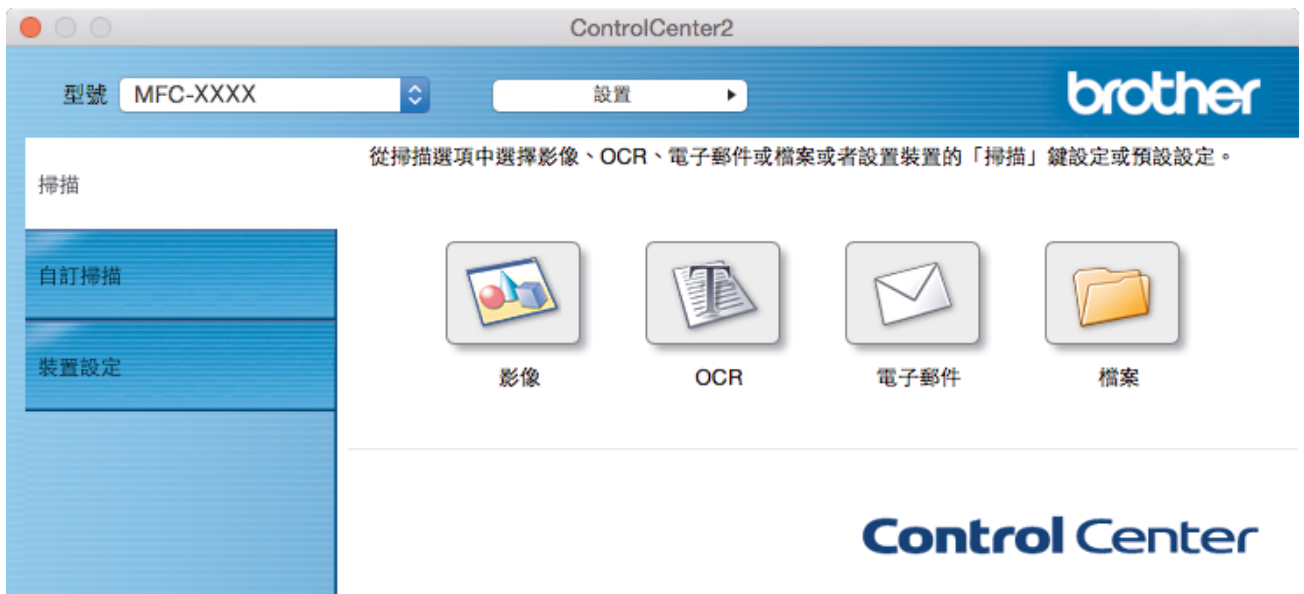 ControlCenter2
型號 MFC-XXXX 設置
brother
從掃描選項中選擇影像、OCR、電子郵件或檔案或者設置裝置的「掃描」鍵設定或預設設定。
掃描
自訂掃描
裝置設定
影像 OCR 電子郵件 檔案
Control Center